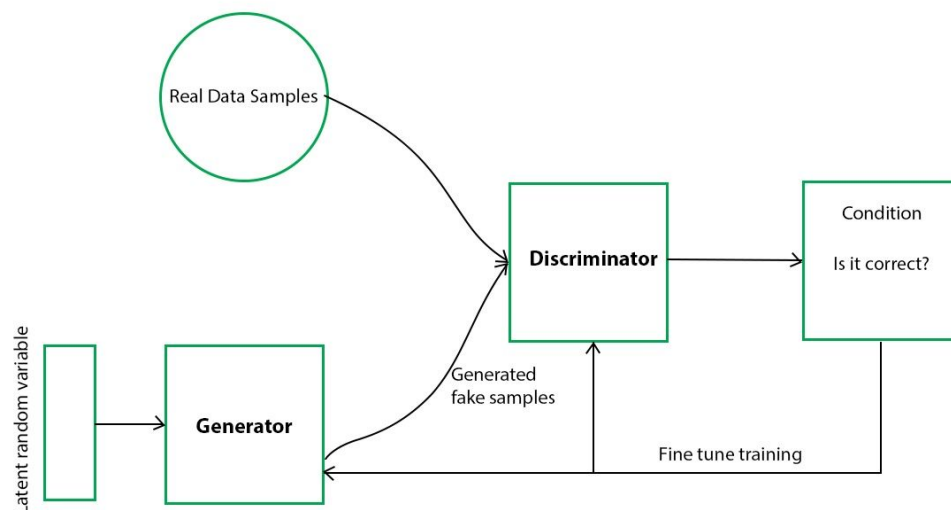 Real Data Samples
Condition
Discriminator
Is it correct?
Latent random variable
Generated
fake samples
Generator
Fine tune training